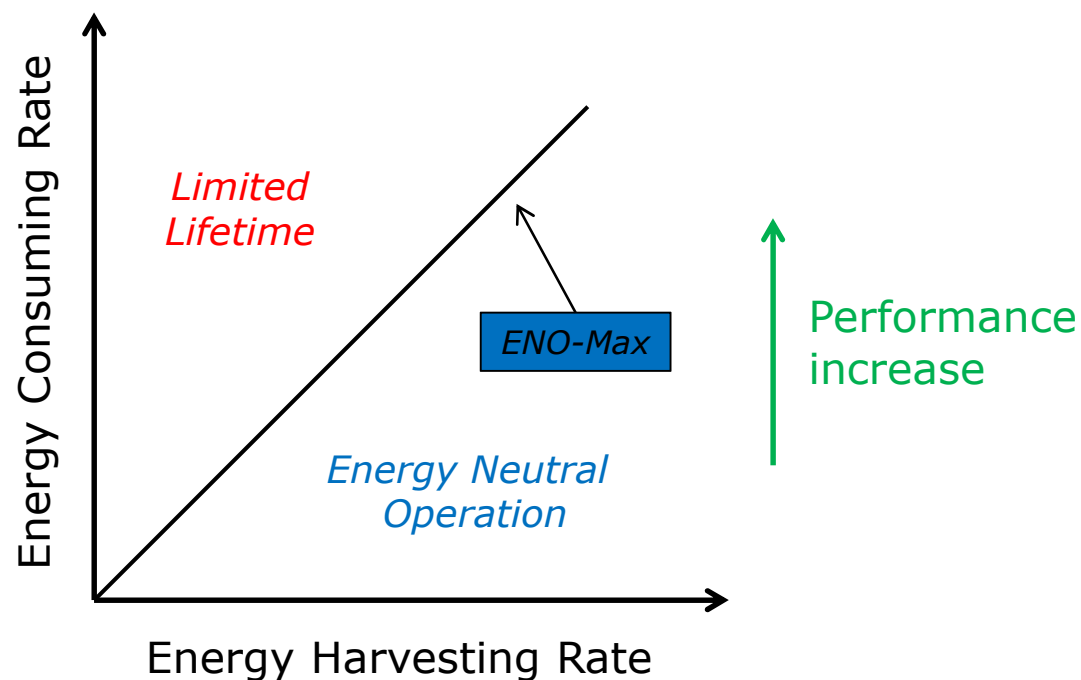 Energy Consuming Rate
Limited
Lifetime
ENO-Max
Performance
increase
Energy Neutral
Operation
Energy Harvesting Rate